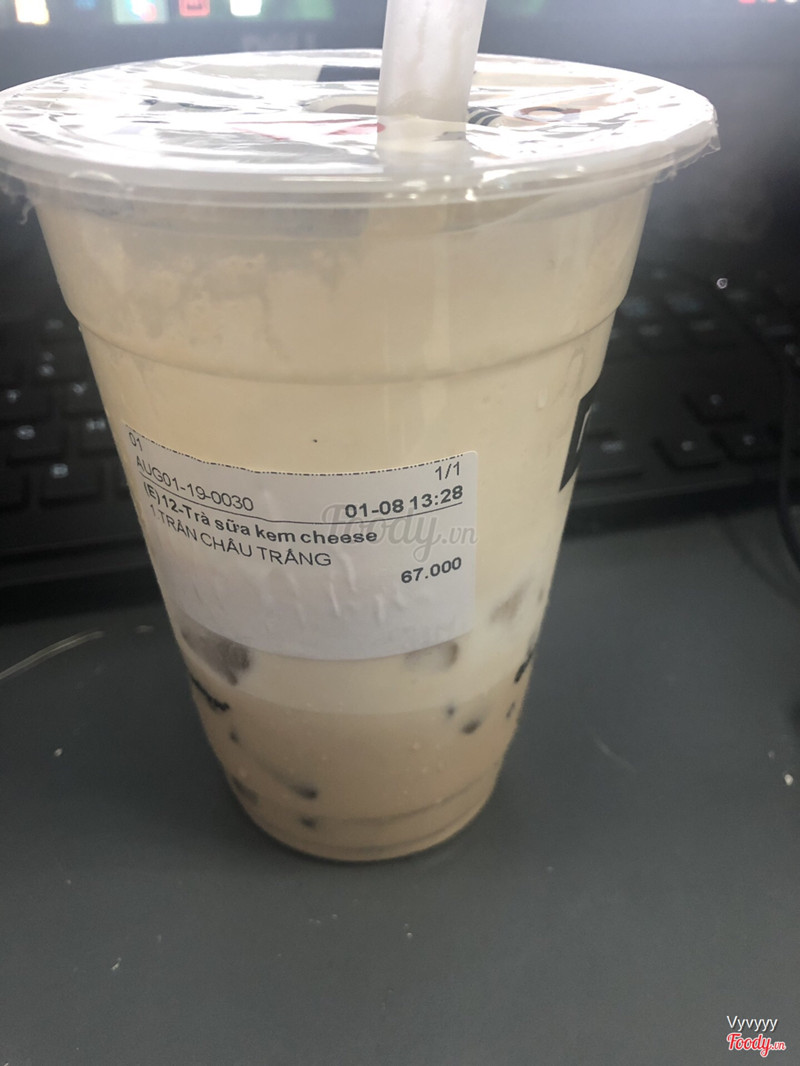 01
1/1
AUG01-19-0030
01-08 13:28
(E)12-Trà sữa kem cheese
1 TRÂN CHÂU TRẮNG
67.000
Foody.vn
Vyvyyy
Foody.vn